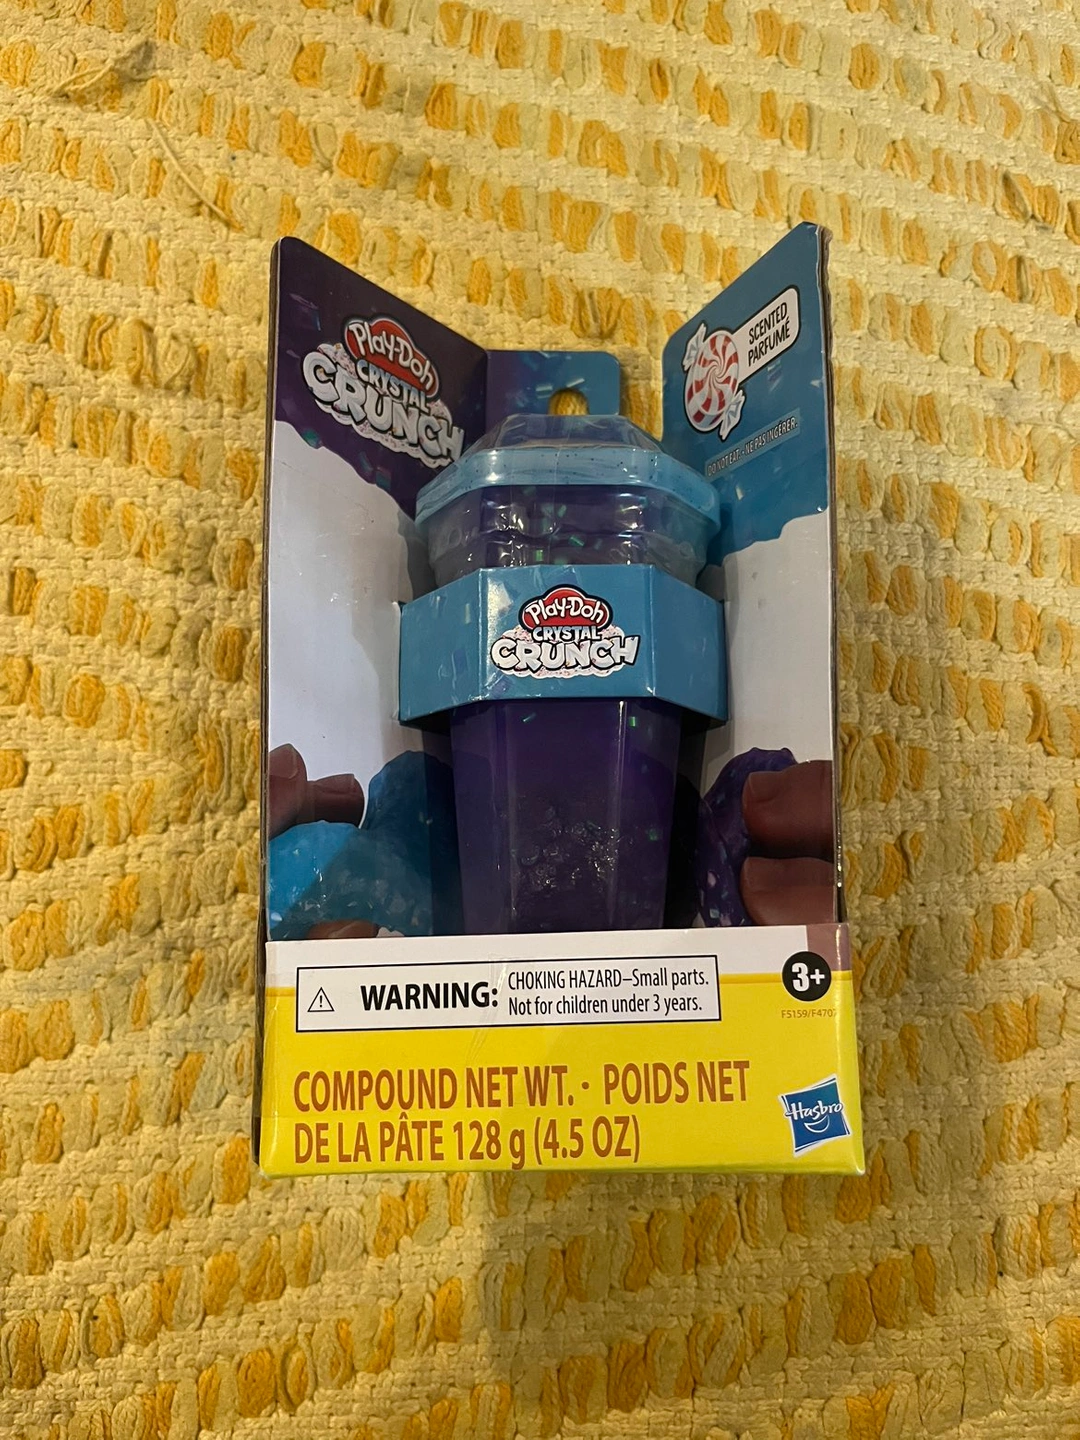 Play-Doh
CRYSTAL
CRUNCH
SCENTED
PARFUMÉ
DO NOT EAT. • NE PAS INGÉRER.
Play-Doh
CRYSTAL
CRUNCH
WARNING:
CHOKING HAZARD–Small parts.
Not for children under 3 years.
3+
F5159/F4707
COMPOUND NET WT. · POIDS NET
DE LA PÂTE 128 g (4.5 OZ)
Hasbro